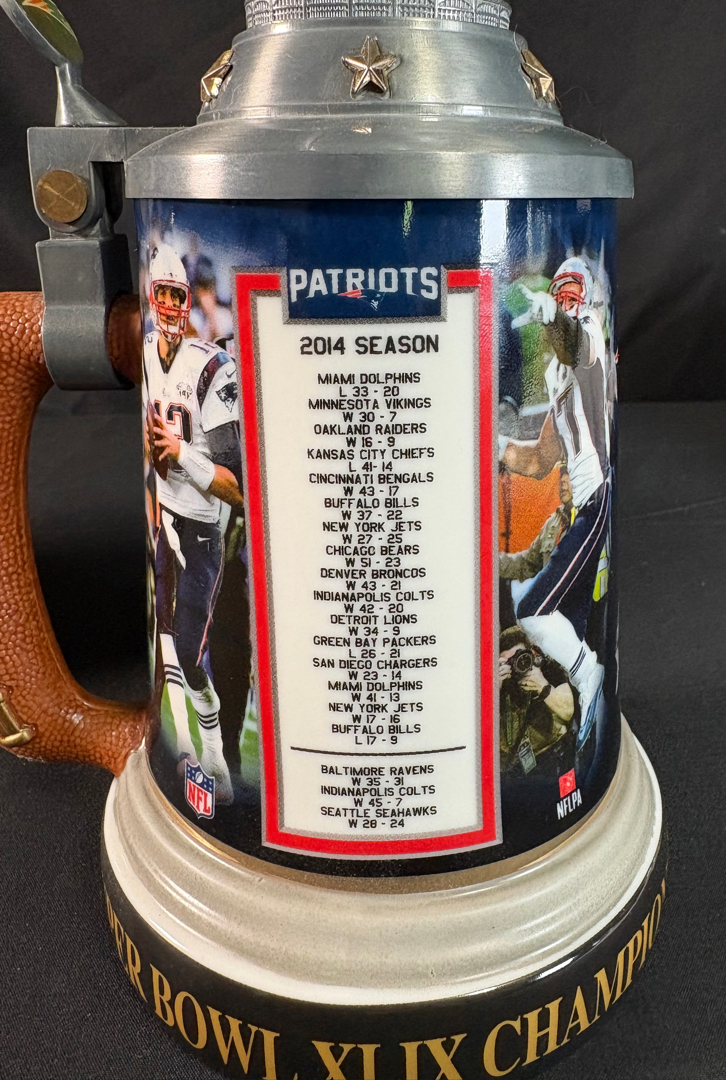 PATRIOTS
2014 SEASON
MIAMI DOLPHINS
L 33 - 20
MINNESOTA VIKINGS
W 30 - 7
OAKLAND RAIDERS
W 16 - 9
KANSAS CITY CHIEFS
L 41- 14
CINCINNATI BENGALS
W 43 - 17
BUFFALO BILLS
W 37 - 22
NEW YORK JETS
W 27 - 25
CHICAGO BEARS
W 51 - 23
DENVER BRONCOS
W 43 - 21
INDIANAPOLIS COLTS
W 42 - 20
DETROIT LIONS
W 34 - 9
GREEN BAY PACKERS
L 26 - 21
SAN DIEGO CHARGERS
W 23 - 14
MIAMI DOLPHINS
W 41 - 13
NEW YORK JETS
W 17 - 16
BUFFALO BILLS
L 17 - 9
BALTIMORE RAVENS
W 35 - 31
INDIANAPOLIS COLTS
W 45 - 7
SEATTLE SEAHAWKS
W 28 - 24
12
NFL
NFLPA
BOWL XLIX